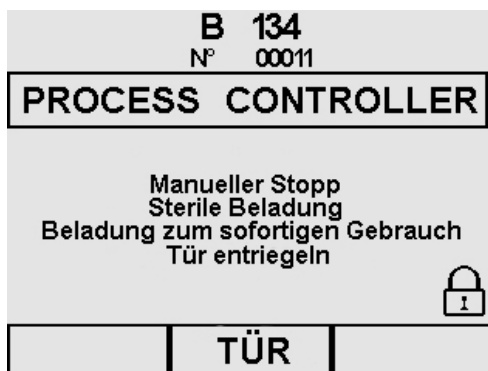 B 134
N° 00011
PROCESS CONTROLLER
Manueller Stopp
Sterile Beladung
Beladung zum sofortigen Gebrauch
Tür entriegeln
TÜR